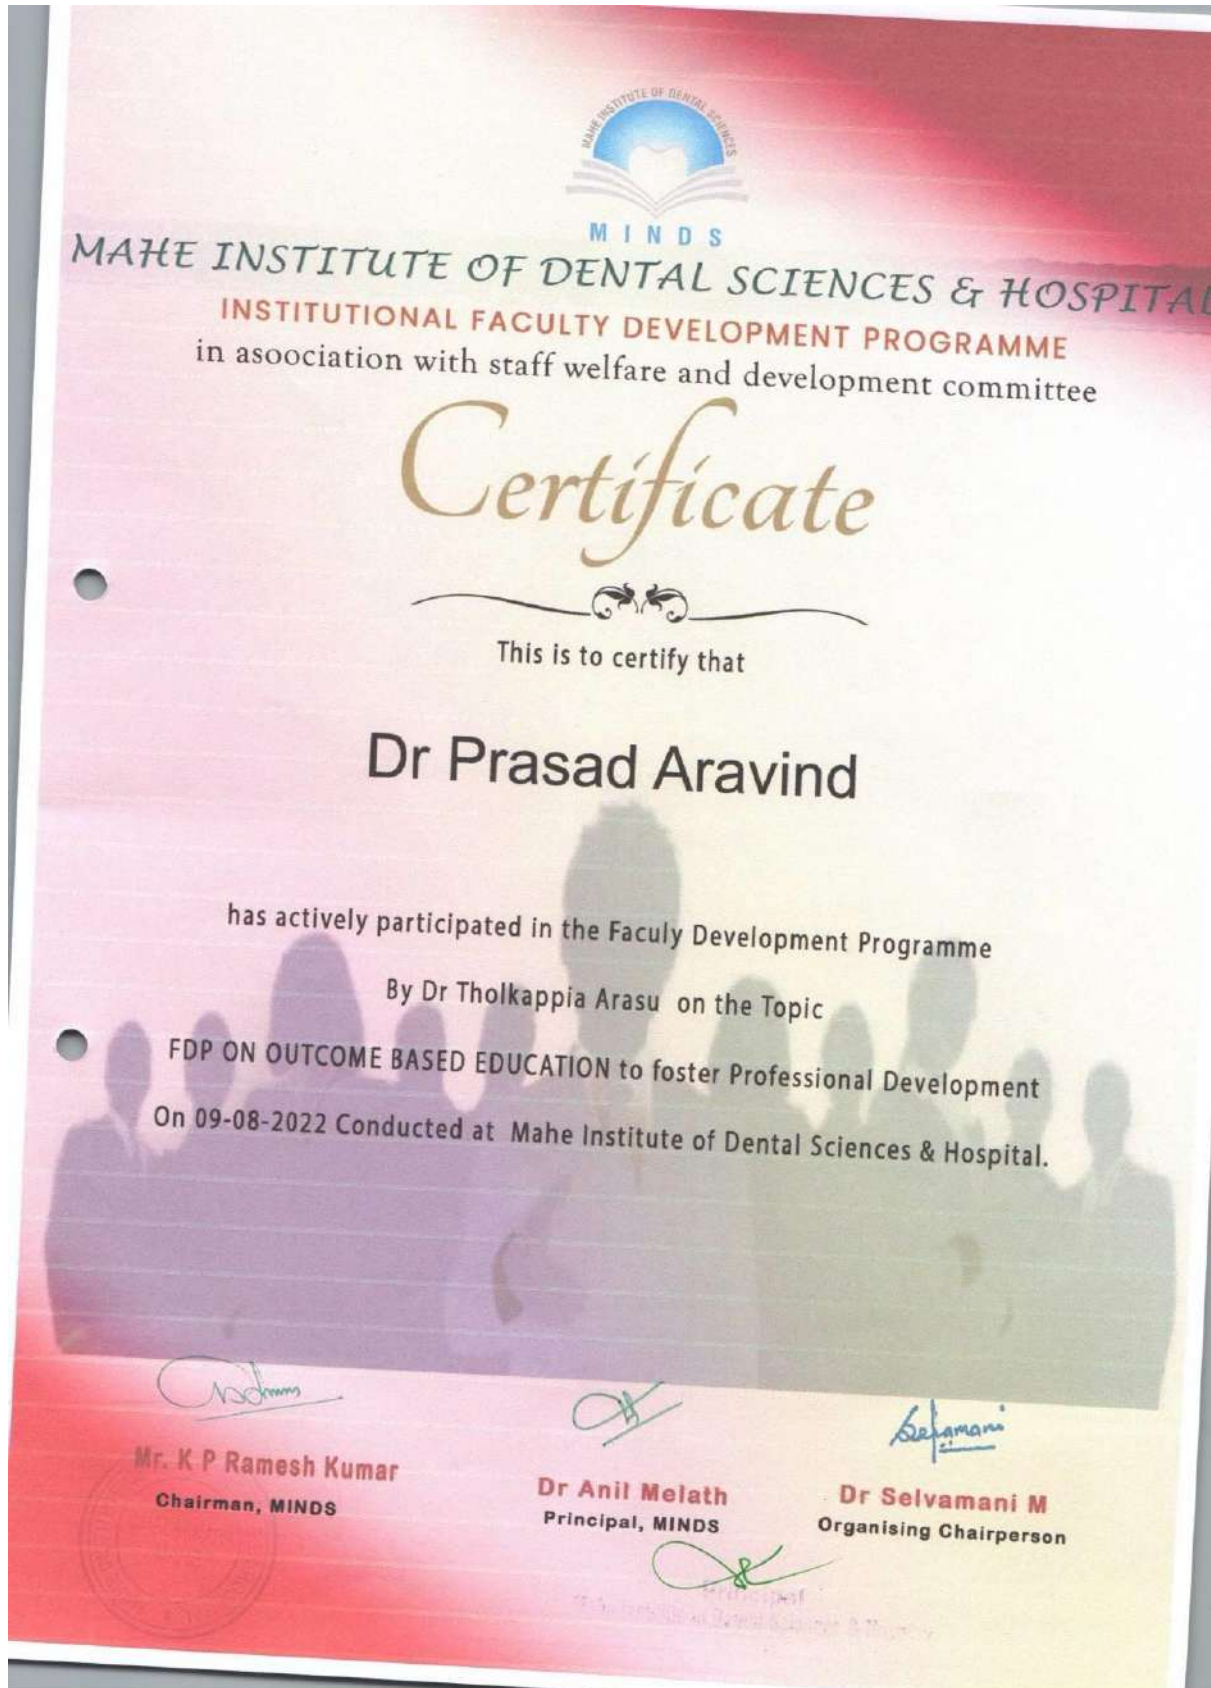 MAHE INSTITUTE OF DENTAL SCIENCES
MINDS
MAHE INSTITUTE OF DENTAL SCIENCES & HOSPITAL
INSTITUTIONAL FACULTY DEVELOPMENT PROGRAMME
in asoociation with staff welfare and development committee
Certificate
This is to certify that
Dr Prasad Aravind
has actively participated in the Faculy Development Programme
By Dr Tholkappia Arasu on the Topic
FDP ON OUTCOME BASED EDUCATION to foster Professional Development
On 09-08-2022 Conducted at Mahe Institute of Dental Sciences & Hospital.
Selvamani
Mr. K P Ramesh Kumar
Chairman, MINDS
Dr Anil Melath
Principal, MINDS
Dr Selvamani M
Organising Chairperson
Principal